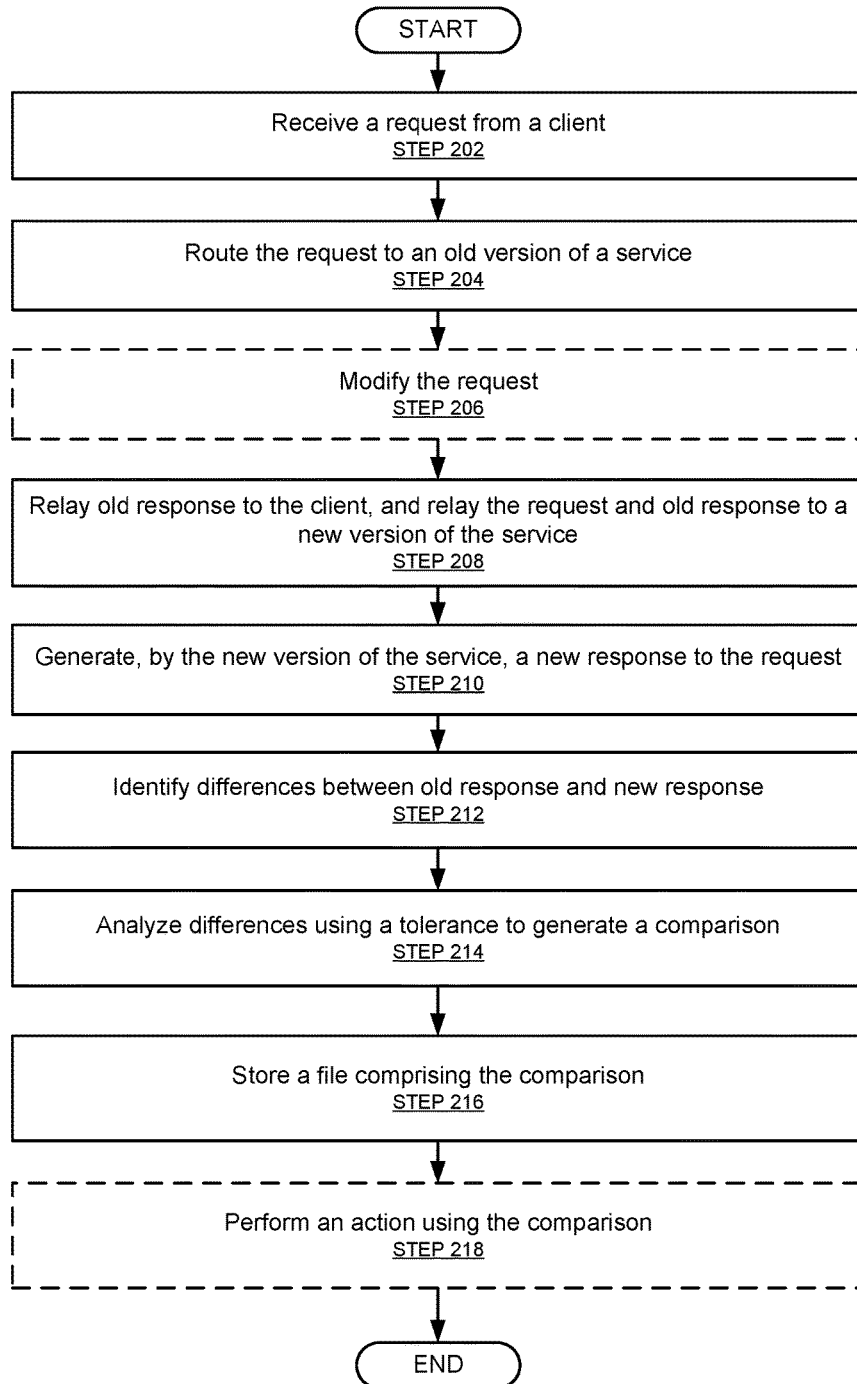 START
Receive a request from a client
STEP 202
Route the request to an old version of a service
STEP 204
Modify the request
STEP 206
Relay old response to the client, and relay the request and old response to a
new version of the service
STEP 208
Generate, by the new version of the service, a new response to the request
STEP 210
Identify differences between old response and new response
STEP 212
Analyze differences using a tolerance to generate a comparison
STEP 214
Store a file comprising the comparison
STEP 216
Perform an action using the comparison
STEP 218
END